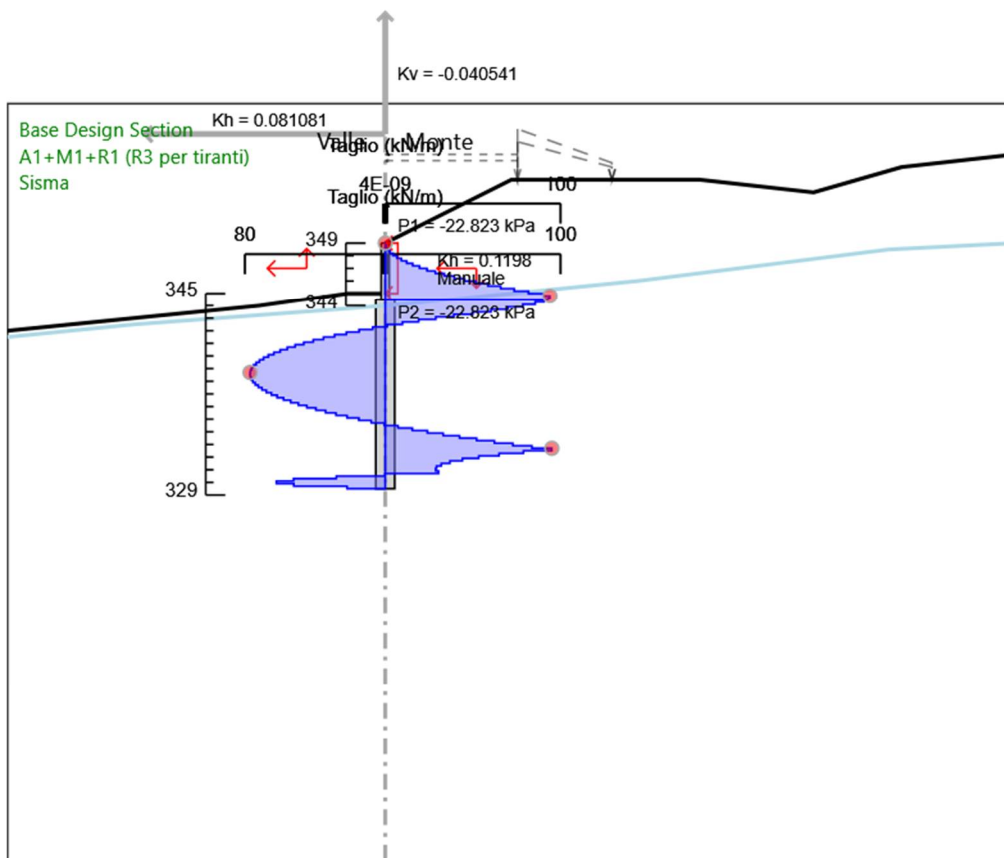 Kv = -0.040541
Kh = 0.081081
Base Design Section
A1+M1+R1 (R3 per tiranti)
Sisma
Valle Monte
Taglio (kN/m)
4E-09 100
Taglio (kN/m)
P1 = -22.823 kPa
80 349 100
Kh = 0.1198
Manuale
345 344
P2 = -22.823 kPa
329